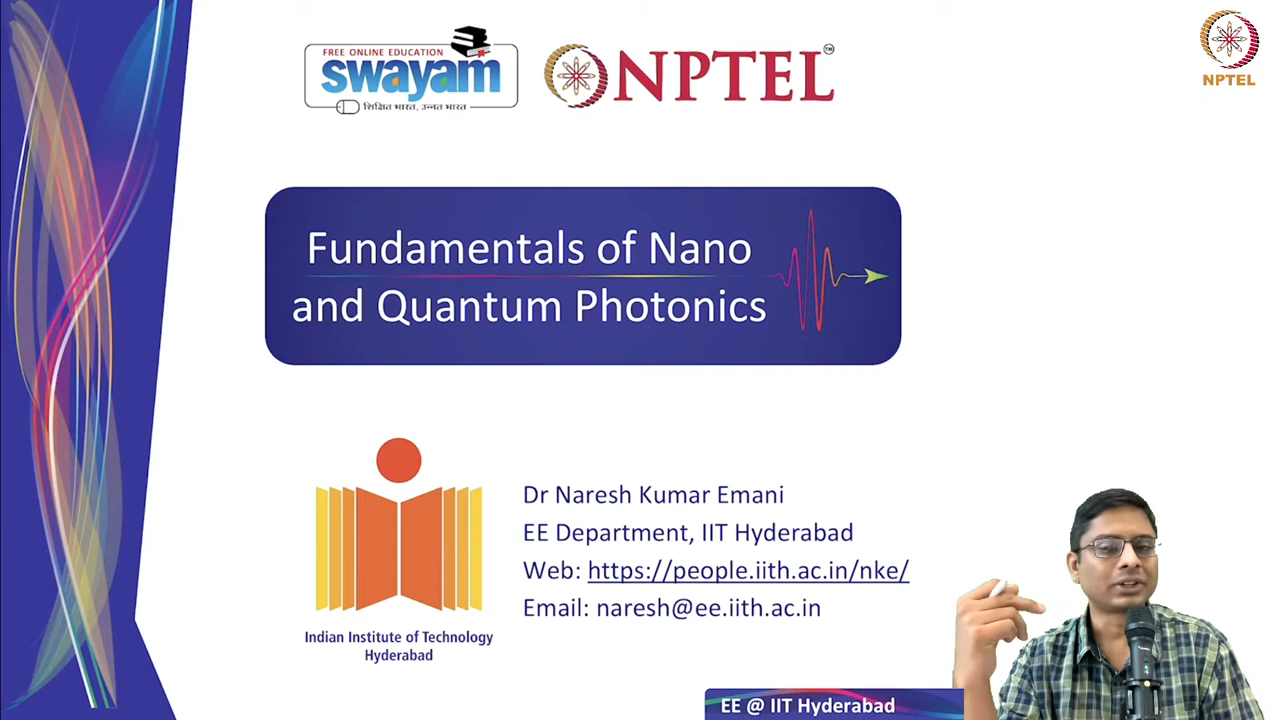 FREE ONLINE EDUCATION
swayam
शिक्षित भारत, उन्नत भारत
NPTEL
TM
NPTEL
Fundamentals of Nano
and Quantum Photonics
Dr Naresh Kumar Emani
EE Department, IIT Hyderabad
Web: https://people.iith.ac.in/nke/
Email: naresh@ee.iith.ac.in
Indian Institute of Technology
Hyderabad
EE @ IIT Hyderabad